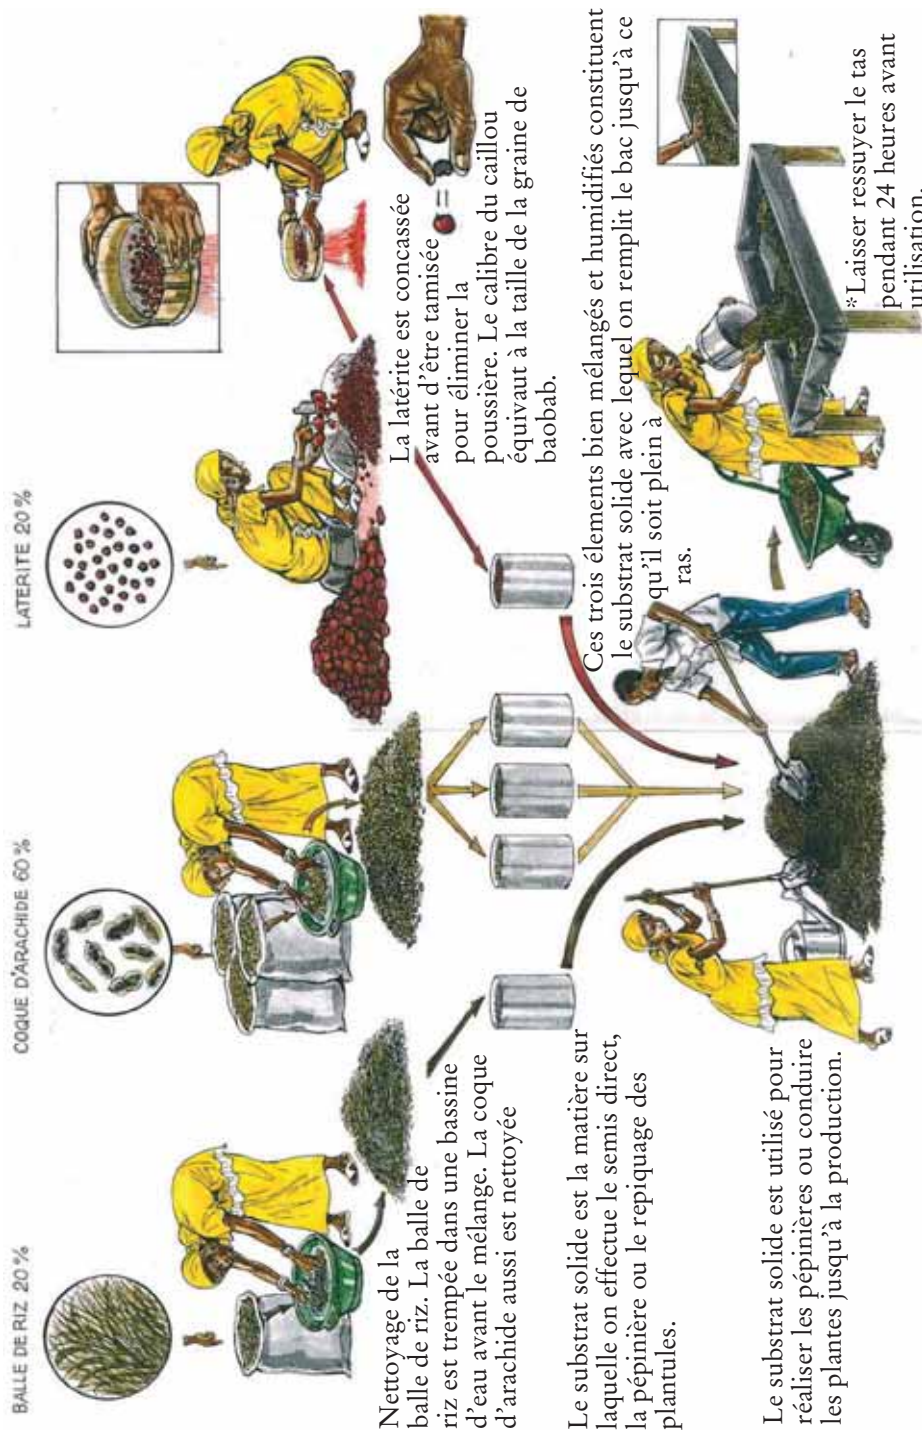 BALLE DE RIZ 20%
COQUE D'ARACHIDE 60%
LATERITE 20%
Nettoyage de la
balle de riz. La balle de
riz est trempée dans une bassine
d'eau avant le mélange. La coque
d'arachide aussi est nettoyée
La latérite est concassée
avant d'être tamisée
pour éliminer la
poussière. Le calibre du caillou
équivaut à la taille de la graine de
baobab.
Le substrat solide est la matière sur
laquelle on effectue le semis direct,
la pépinière ou le repiquage des
plantules.
Ces trois élements bien mélangés et humidifiés constituent
le substrat solide avec lequel on remplit le bac jusqu'à ce
qu'il soit plein à
ras.
Le substrat solide est utilisé pour
réaliser les pépinières ou conduire
les plantes jusqu'à la production.
*Laisser ressuyer le tas
pendant 24 heures avant
utilisation.